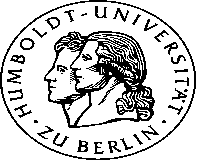 · HUMBOLDT-UNIVERSITÄT ·
ZU BERLIN